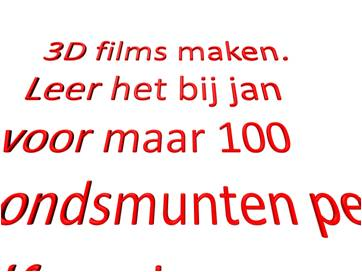 3D films maken.
Leer het bij jan
voor maar 100
ondsmunten pe